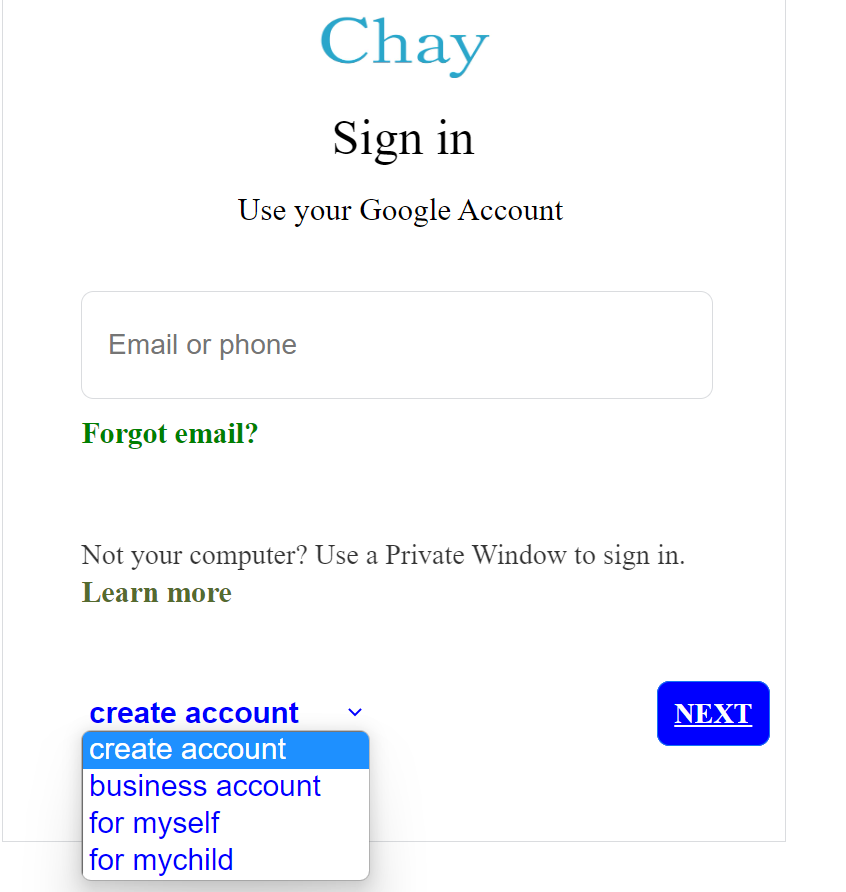 Chay
Sign in
Use your Google Account
Email or phone
Forgot email?
Not your computer? Use a Private Window to sign in.
Learn more
create account
NEXT
create account
business account
for myself
for mychild